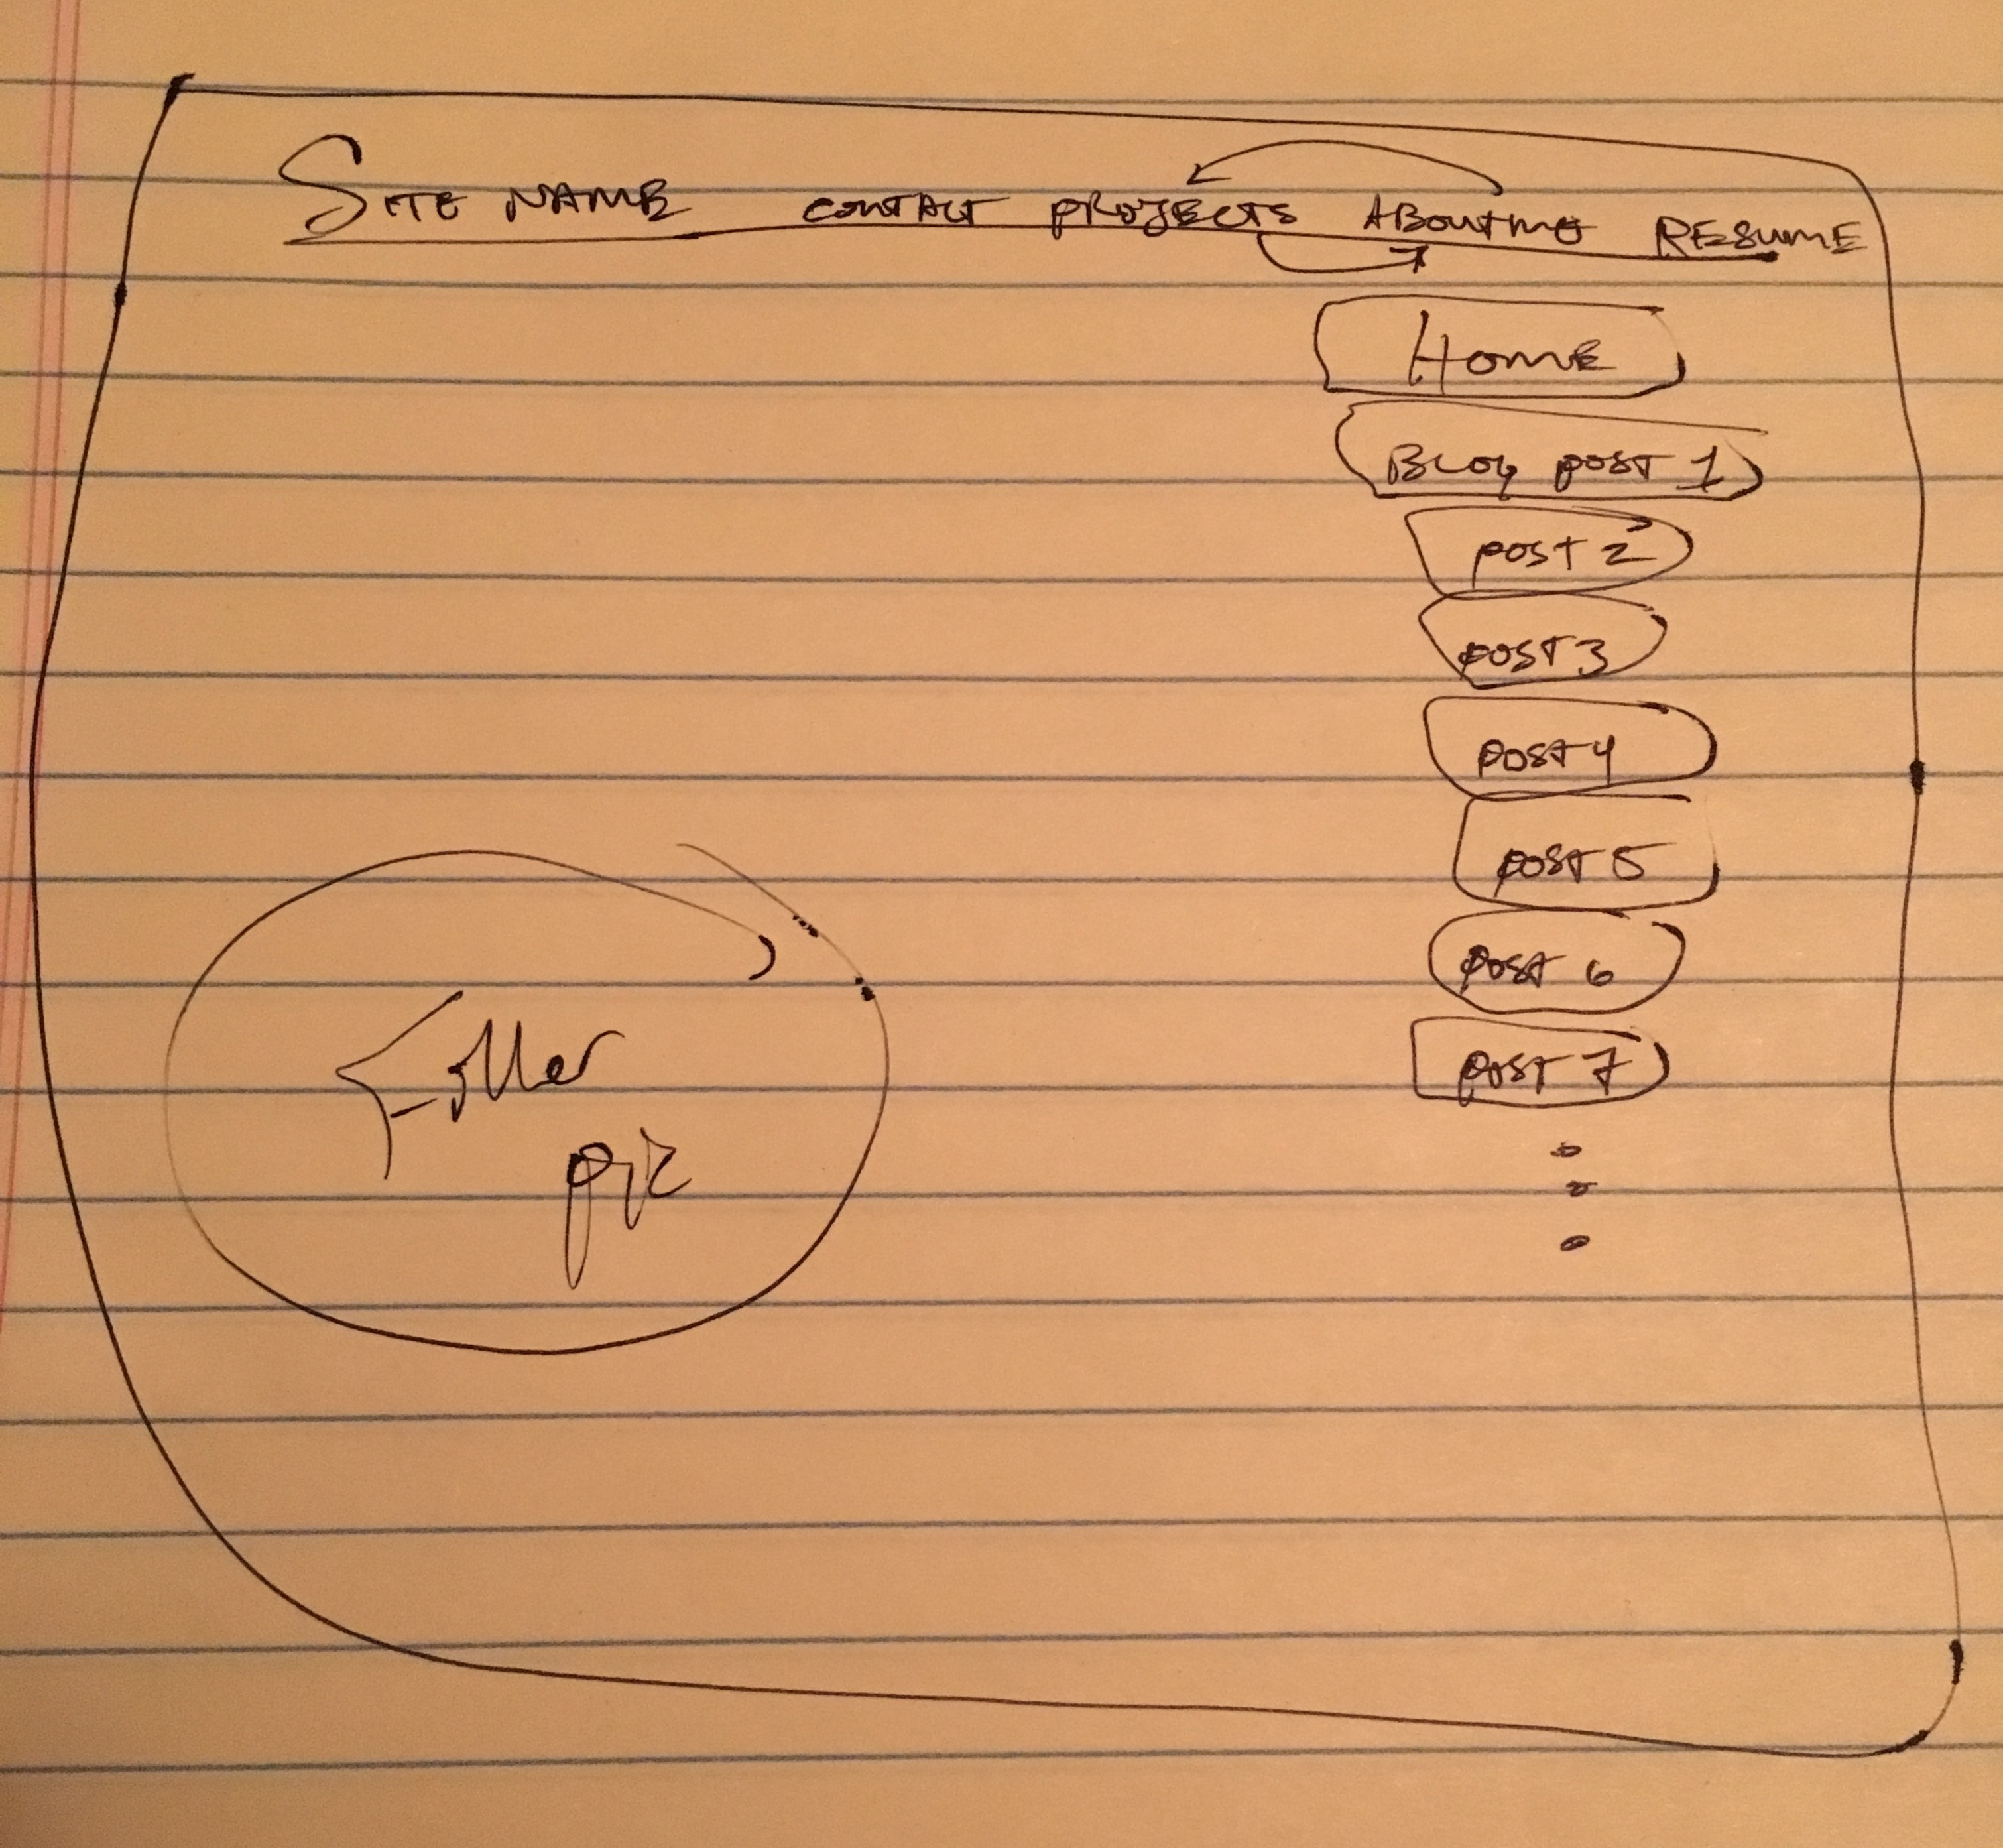 SITE NAME CONTACT PROJECTS ABOUT ME RESUME
HOME
BLOG POST 1
POST 2
POST 3
POST 4
POST 5
POST 6
POST 7
Filler
pic